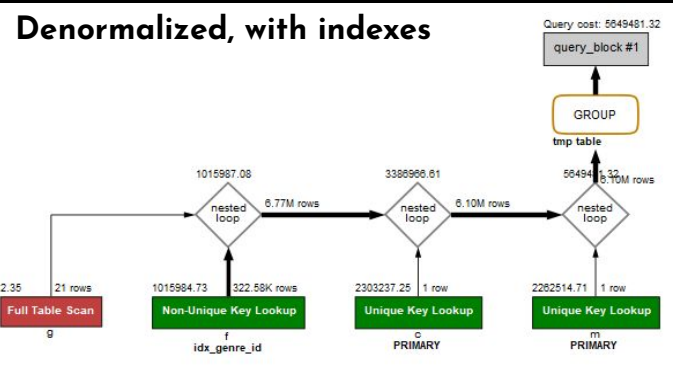 Denormalized, with indexes
Query cost: 5649481.32
query_block #1
GROUP
tmp table
1015987.08
3386966.61
5649481.32
nested loop
6.77M rows
nested loop
6.10M rows
nested loop
6.10M rows
2.35
21 rows
Full Table Scan
g
1015984.73
322.58K rows
Non-Unique Key Lookup
f
idx_genre_id
2303237.25
1 row
Unique Key Lookup
c
PRIMARY
2262514.71
1 row
Unique Key Lookup
m
PRIMARY